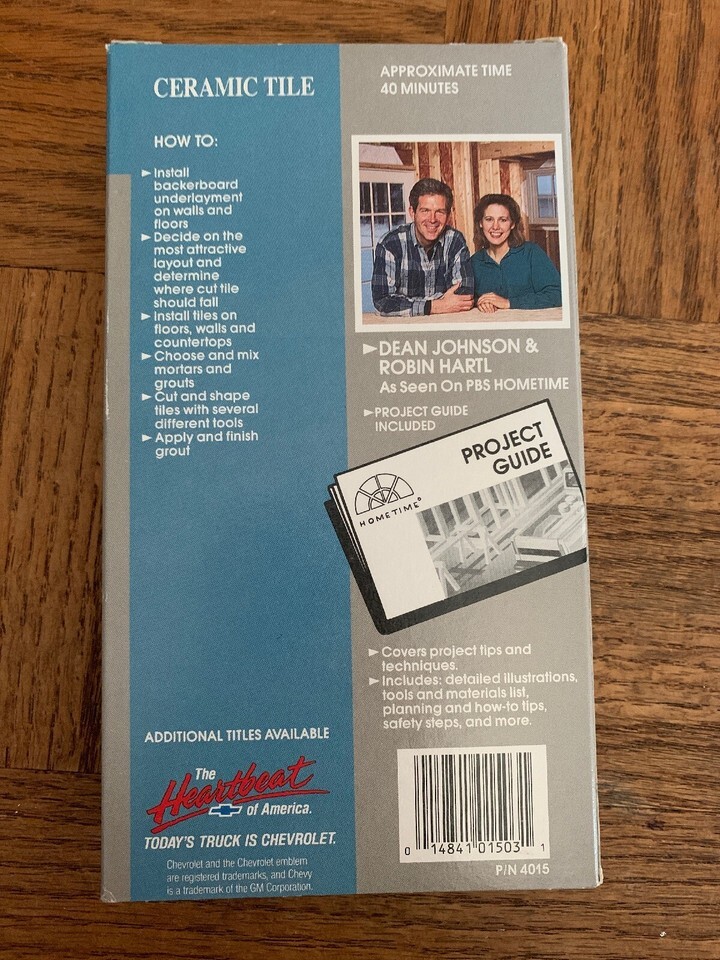 CERAMIC TILE
HOW TO:
►Install
backerboard
underlayment
on walls and
floors
►Decide on the
most attractive
layout and
determine
where cut tile
should fall
►Install tiles on
floors, walls and
countertops
►Choose and mix
mortars and
grouts
►Cut and shape
tiles with several
different tools
►Apply and finish
grout
ADDITIONAL TITLES AVAILABLE
The
Heartbeat
of America.
TODAY'S TRUCK IS CHEVROLET.
Chevrolet and the Chevrolet emblem
are registered trademarks, and Chevy
is a trademark of the GM Corporation.
APPROXIMATE TIME
40 MINUTES
►DEAN JOHNSON &
ROBIN HARTL
As Seen On PBS HOMETIME
►PROJECT GUIDE
INCLUDED
PROJECT
GUIDE
HOMETIME®
►Covers project tips and
techniques.
►Includes: detailed illustrations,
tools and materials list,
planning and how-to tips,
safety steps, and more.
0 14841 01503 1
P/N 4015